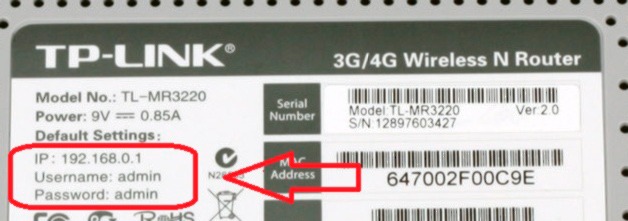 TP-LINK®
3G/4G Wireless N Router
Model No.: TL-MR3220
Power: 9V ⎓ 0.85A
Default Settings:
IP: 192.168.0.1
Username: admin
Password: admin
Serial Number
Model:TL-MR3220 Ver:2.0
S/N:12897603427
MAC Address
647002F00C9E
RoHS